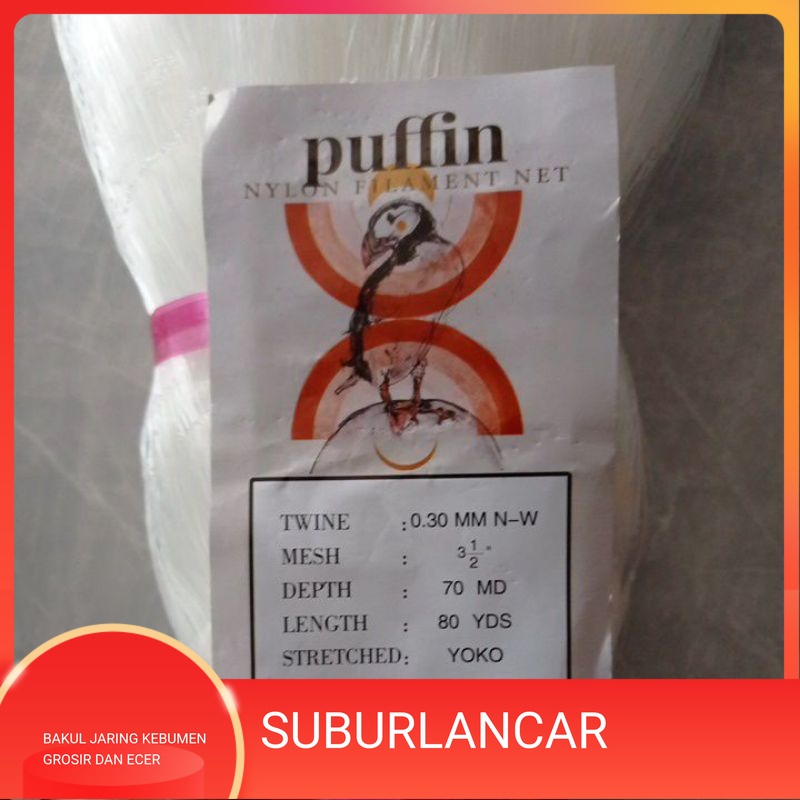 puffin
NYLON FILAMENT NET
TWINE :0.30 MM N-W
MESH : 3 1/2"
DEPTH : 70 MD
LENGTH : 80 YDS
STRETCHED: YOKO
BAKUL JARING KEBUMEN
GROSIR DAN ECER
SUBURLANCAR